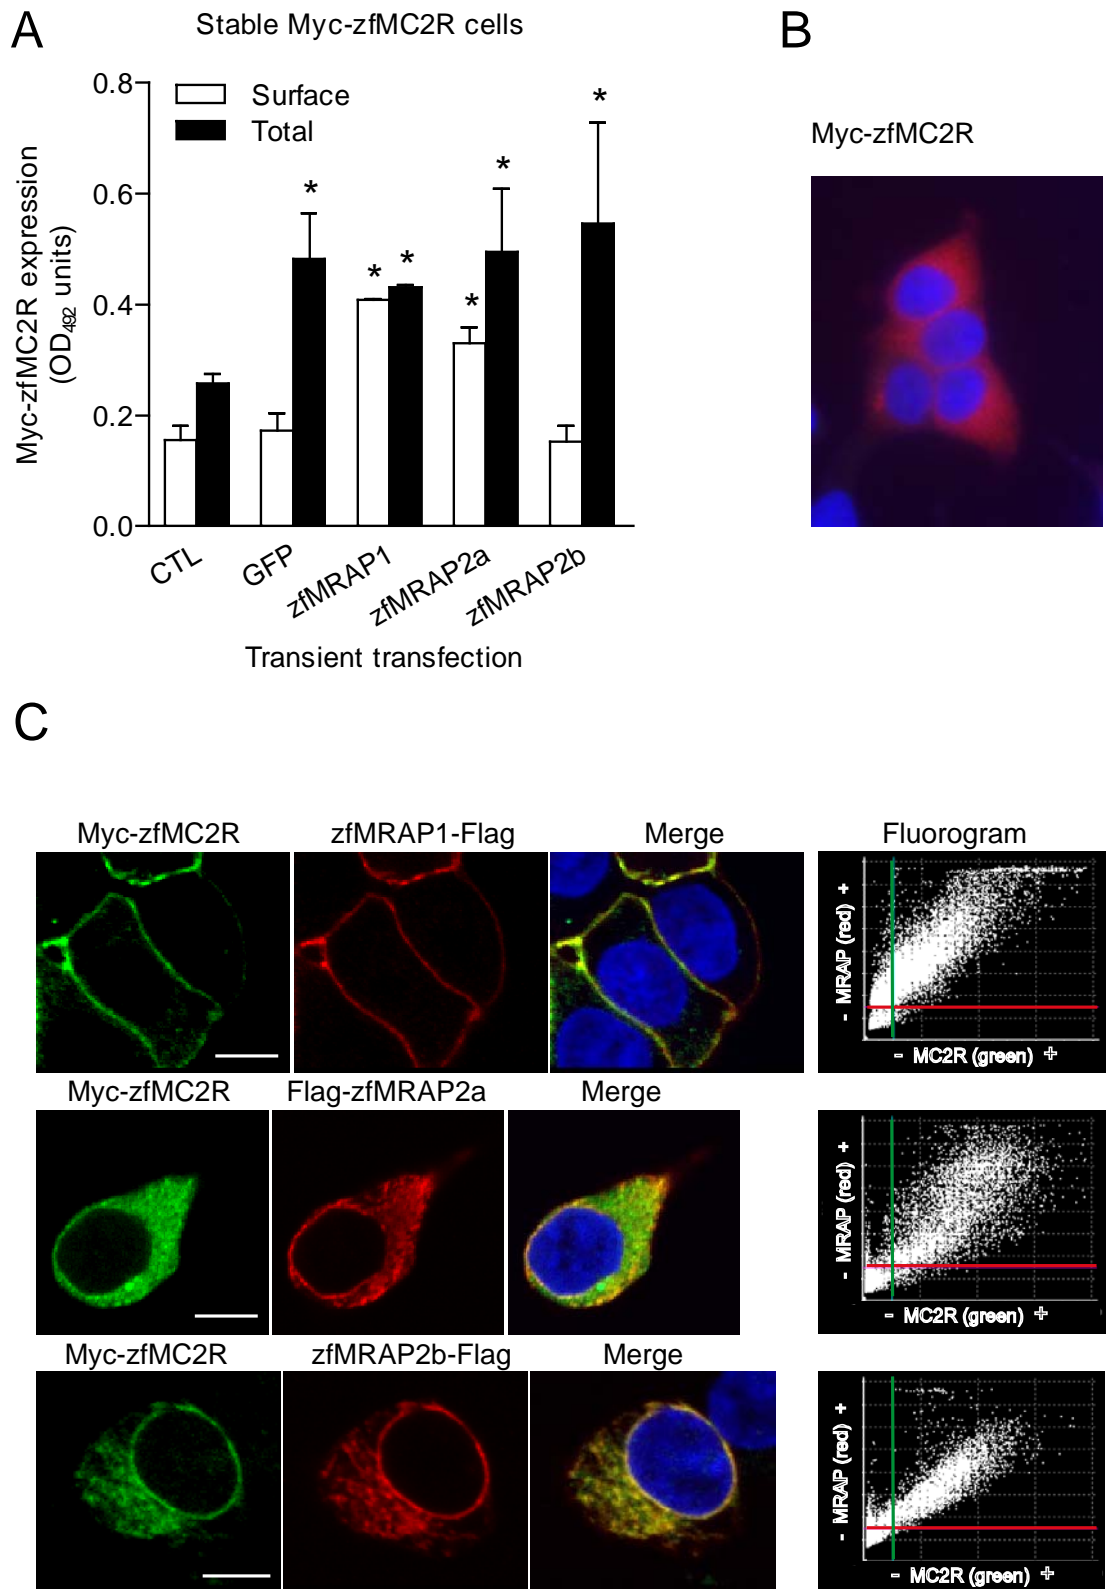 A
Stable Myc-zfMC2R cells
B
0.8
Surface
Total
*
*
*
*
*
*
0.6
0.4
0.2
0.0
Myc-zfMC2R expression
(OD492 units)
CTL
GFP
zfMRAP1
zfMRAP2a
zfMRAP2b
Transient transfection
Myc-zfMC2R
C
Myc-zfMC2R zfMRAP1-Flag Merge Fluorogram
- MRAP (red) +
- MC2R (green) +
Myc-zfMC2R Flag-zfMRAP2a Merge
- MRAP (red) +
- MC2R (green) +
Myc-zfMC2R zfMRAP2b-Flag Merge
- MRAP (red) +
- MC2R (green) +